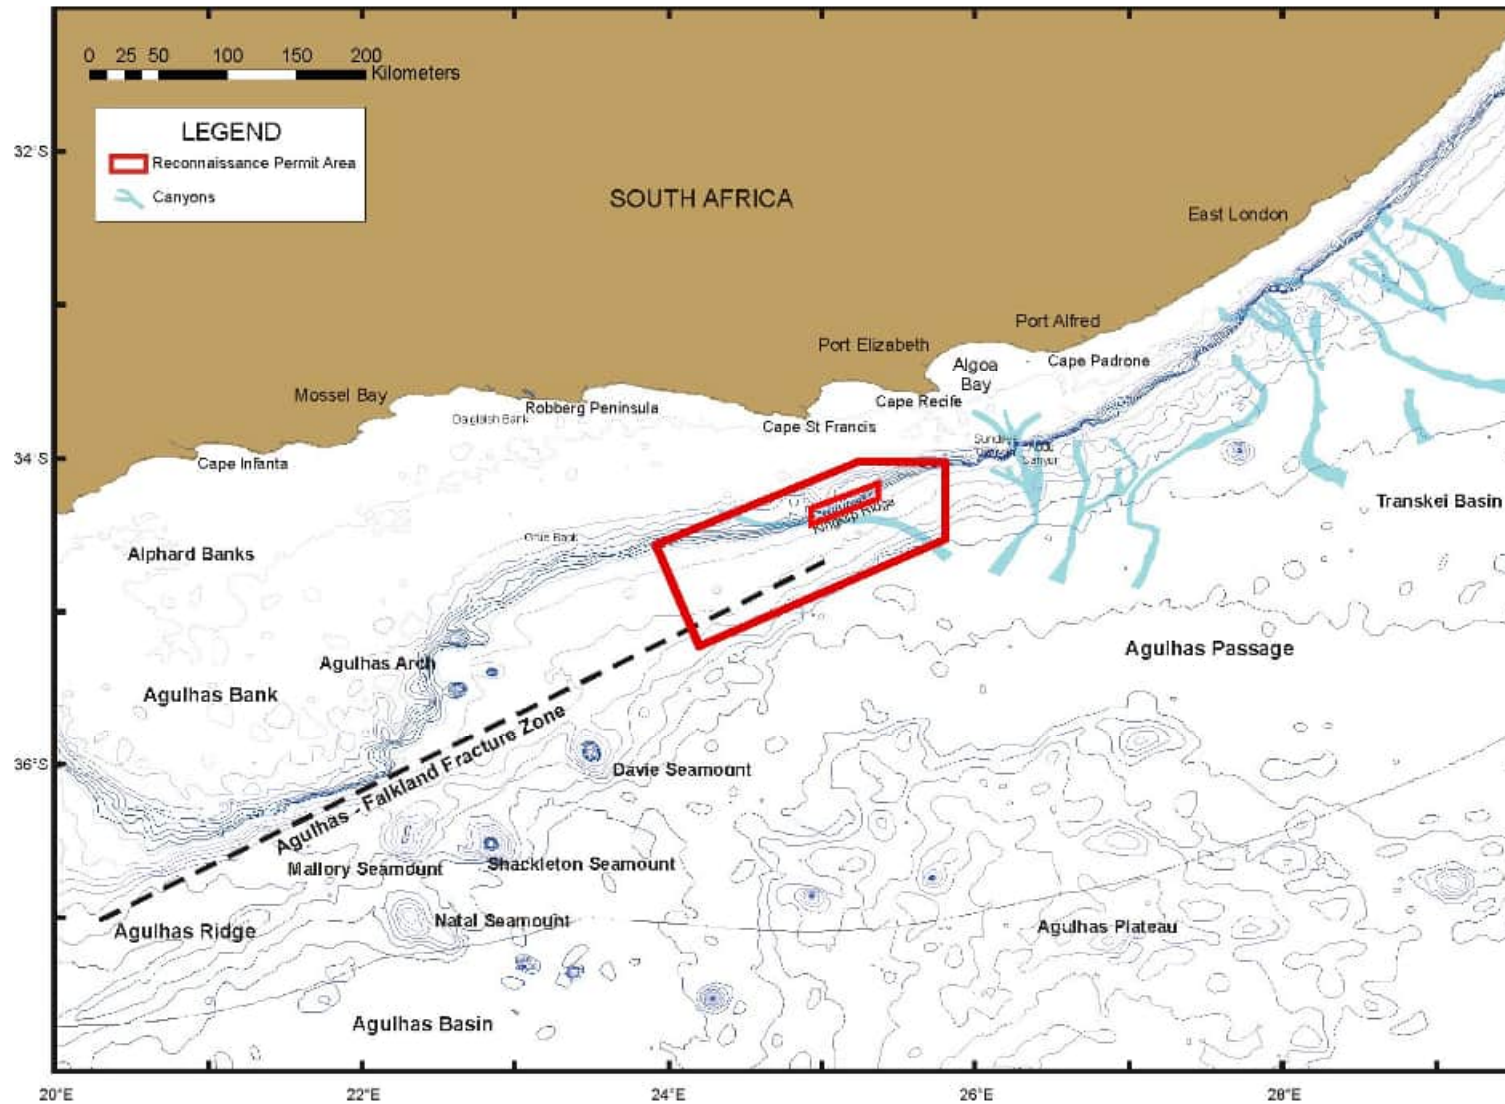 0 25 50 100 150 200
Kilometers
LEGEND
Reconnaissance Permit Area
Canyons
SOUTH AFRICA
32°S
East London
Port Alfred
Port Elizabeth
Algoa
Bay
Cape Padrone
Mossel Bay
Robberg Peninsula
Cape Recife
Dalgleish Bank
Cape St Francis
Cape Infanta
34°S
Transkei Basin
Ridge
Alphard Banks
Agulhas Passage
Agulhas Arch
Agulhas Bank
Agulhas - Falkland Fracture Zone
36°S
Davie Seamount
Mallory Seamount
Shackleton Seamount
Natal Seamount
Agulhas Ridge
Agulhas Plateau
Agulhas Basin
20°E 22°E 24°E 26°E 28°E